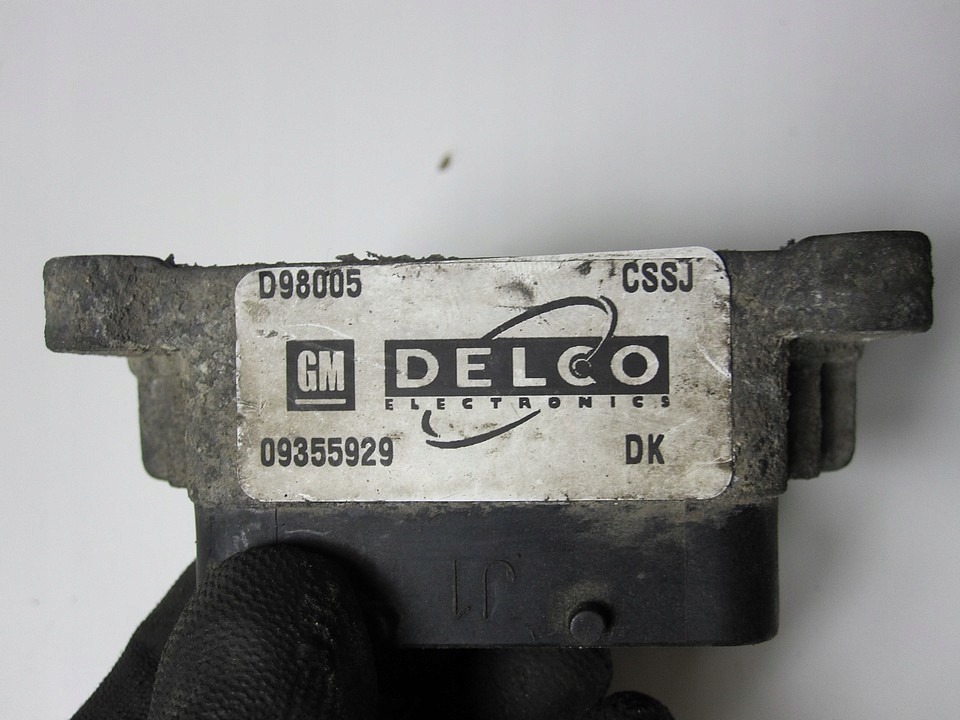 D98005 CSSJ
GM DELCO
ELECTRONICS
09355929 DK
J1